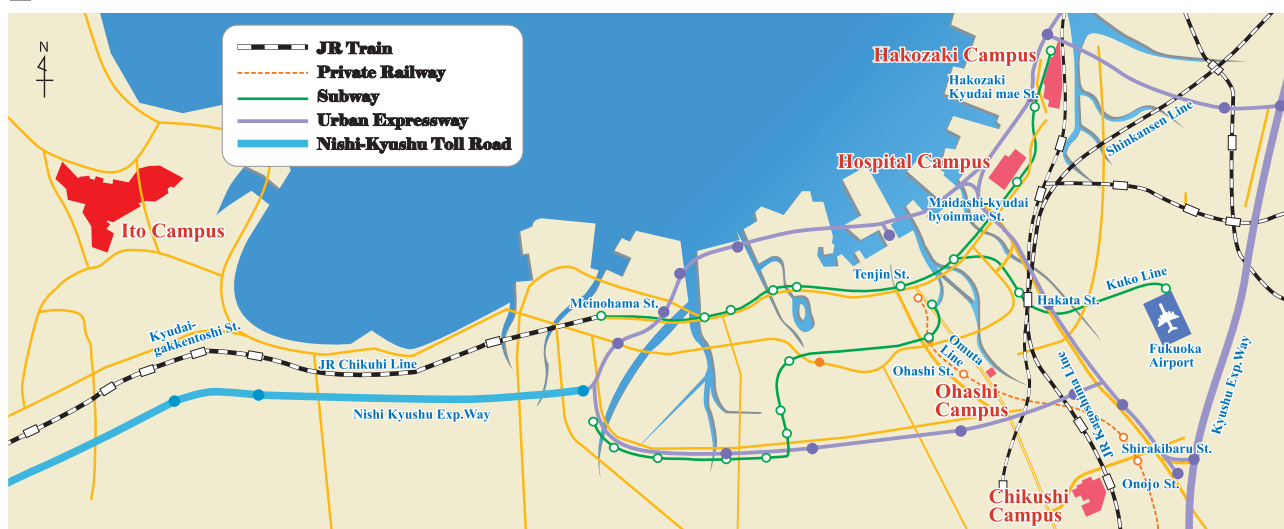 N
JR Train
Private Railway
Subway
Urban Expressway
Nishi-Kyushu Toll Road
Hakozaki Campus
Hakozaki
Kyudai mae St.
Shinkansen Line
Hospital Campus
Maidashi-kyudai
byoinmae St.
Ito Campus
Tenjin St.
Kuko Line
Meinohama St.
Hakata St.
Kyudai-
gakkentoshi St.
Fukuoka
Airport
JR Chikuhi Line
Omuta
Line
Ohashi St.
Ohashi
Campus
Nishi Kyushu Exp.Way
JR Kagoshima Line
Kyushu Exp.Way
Shirakibaru St.
Onojo St.
Chikushi
Campus